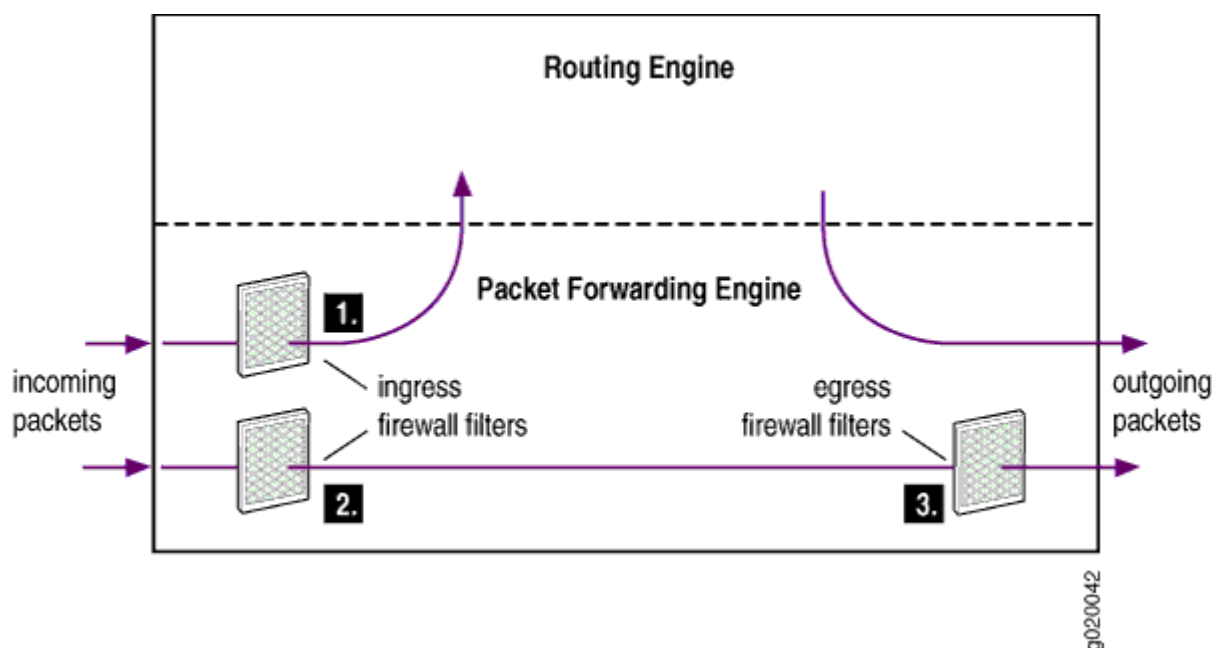 Routing Engine
Packet Forwarding Engine
1.
incoming
packets
ingress
firewall filters
egress
firewall filters
outgoing
packets
2.
3.
g020042